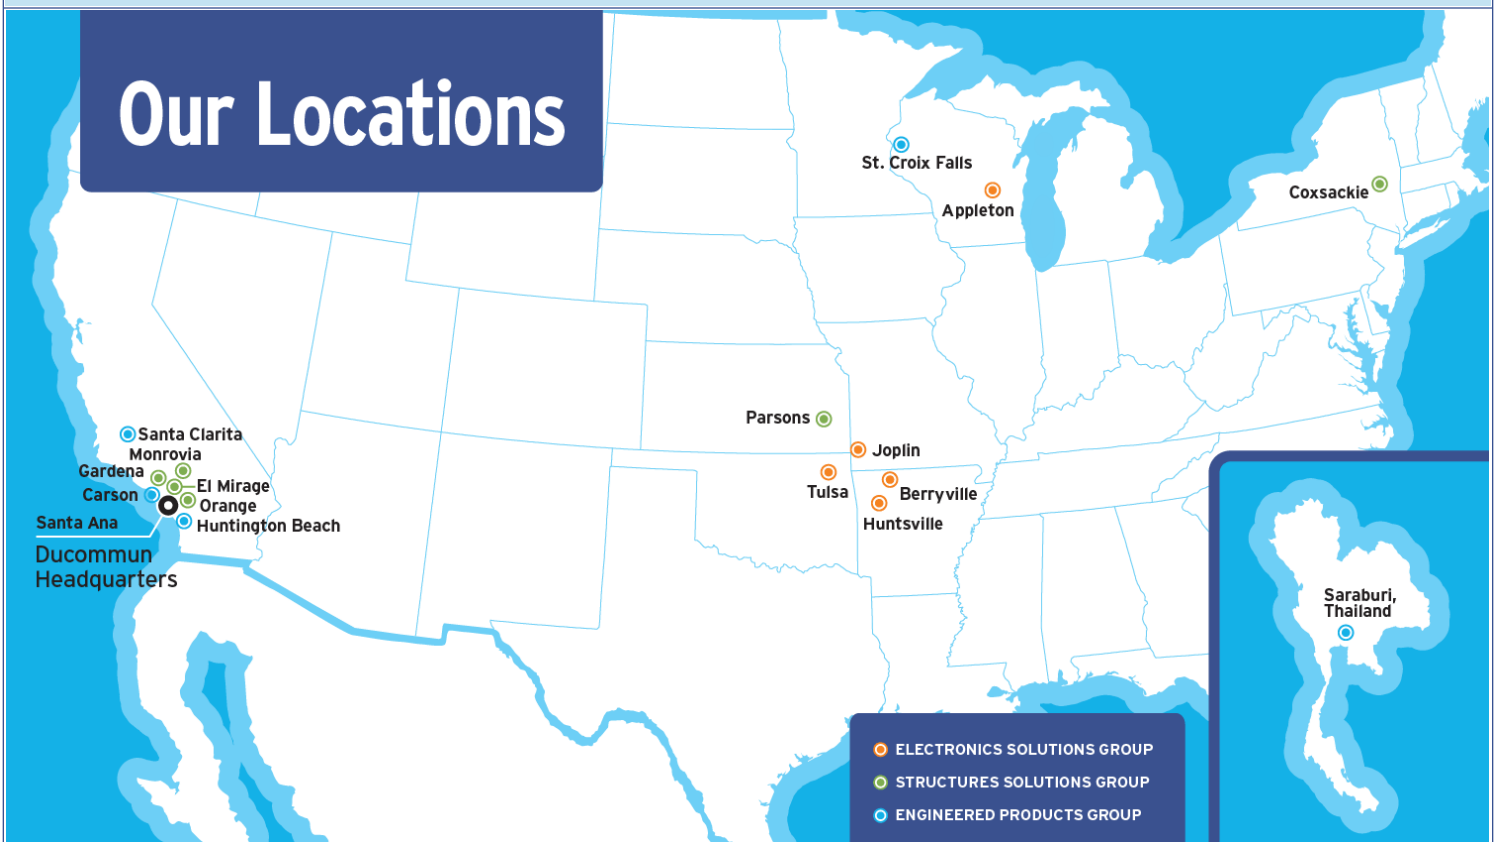 Our Locations
St. Croix Falls
Appleton
Coxsackie
Parsons
Joplin
Tulsa
Berryville
Huntsville
Santa Clarita
Monrovia
Gardena
El Mirage
Carson
Orange
Santa Ana
Huntington Beach
Ducommun
Headquarters
Saraburi,
Thailand
ELECTRONICS SOLUTIONS GROUP
STRUCTURES SOLUTIONS GROUP
ENGINEERED PRODUCTS GROUP